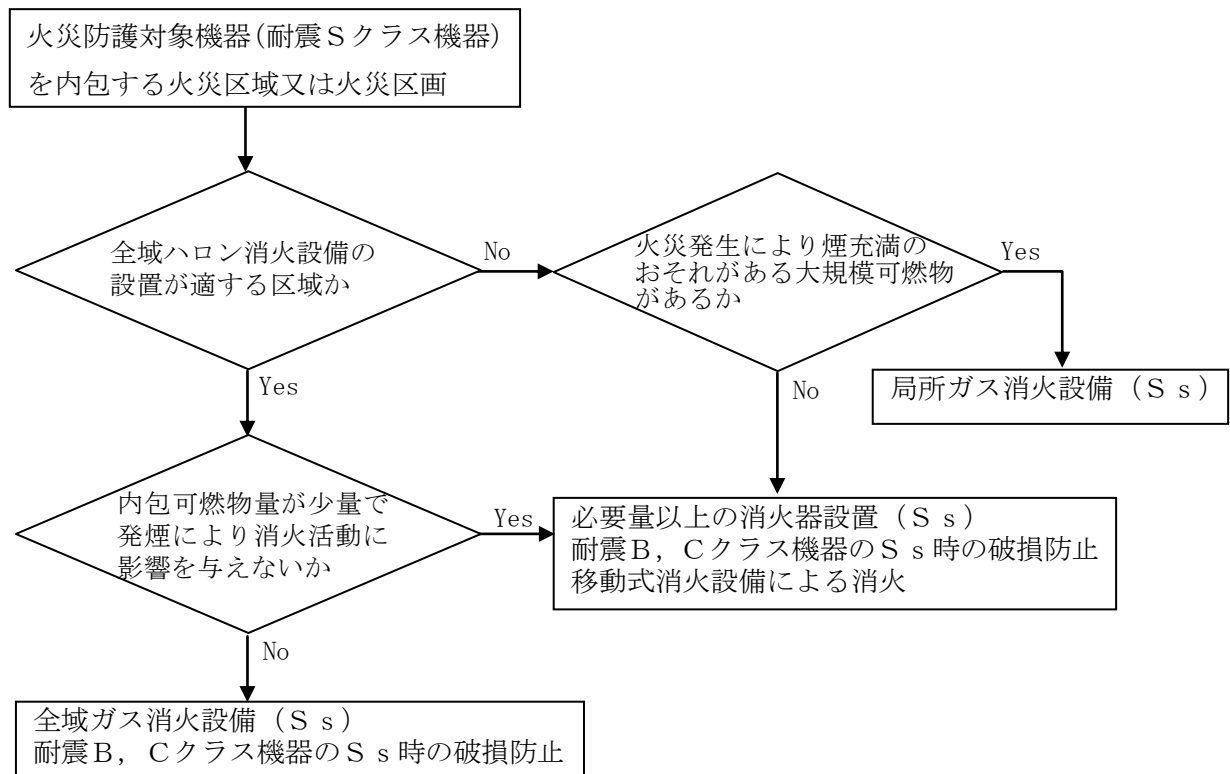 火災防護対象機器(耐震Ｓクラス機器)
を内包する火災区域又は火災区画
全域ハロン消火設備の
設置が適する区域か
No
火災発生により煙充満の
おそれがある大規模可燃物
があるか
Yes
Yes
No
局所ガス消火設備（Ｓｓ）
内包可燃物量が少量で
発煙により消火活動に
影響を与えないか
Yes
必要量以上の消火器設置（Ｓｓ）
耐震Ｂ，Ｃクラス機器のＳｓ時の破損防止
移動式消火設備による消火
No
全域ガス消火設備（Ｓｓ）
耐震Ｂ，Ｃクラス機器のＳｓ時の破損防止